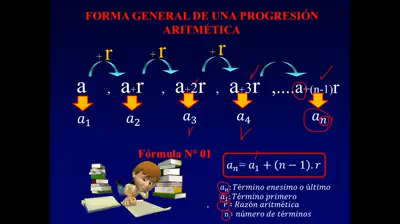 FORMA GENERAL DE UNA PROGRESIÓN
ARITMÉTICA
+ r + r + r
a , a+r , a+2r , a+3r ,....a+(n-1)r
a₁ a₂ a₃ a₄ aₙ
Fórmula N° 01
aₙ= a₁ + (n − 1). r
aₙ: Término enesimo o último
a₁: Término primero
r = Razón aritmética
n = número de términos